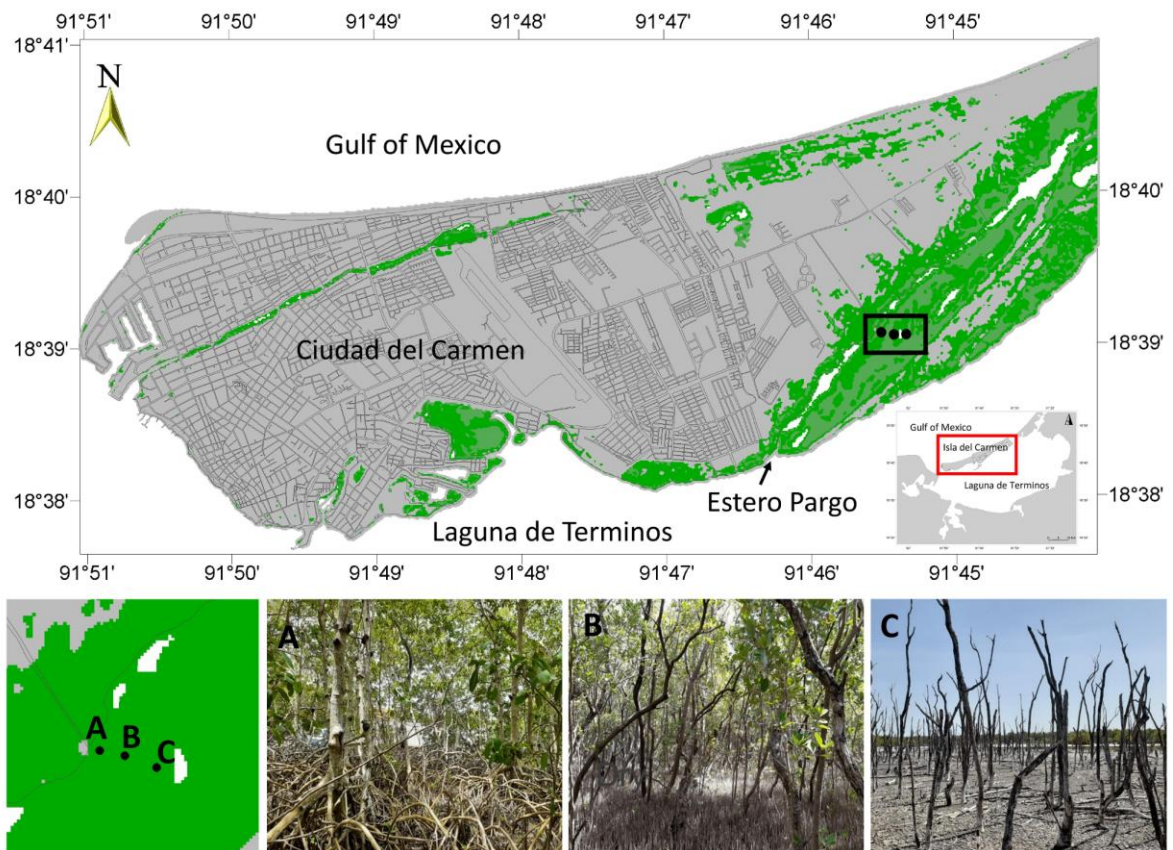 91°51' 91°50' 91°49' 91°48' 91°47' 91°46' 91°45'
18°41'
N
Gulf of Mexico
18°40' 18°40'
Ciudad del Carmen
18°39' 18°39'
Gulf of Mexico
Isla del Carmen
Laguna de Terminos
Estero Pargo
18°38' 18°38'
Laguna de Terminos
91°51' 91°50' 91°49' 91°48' 91°47' 91°46' 91°45'
A B C
A
B
C